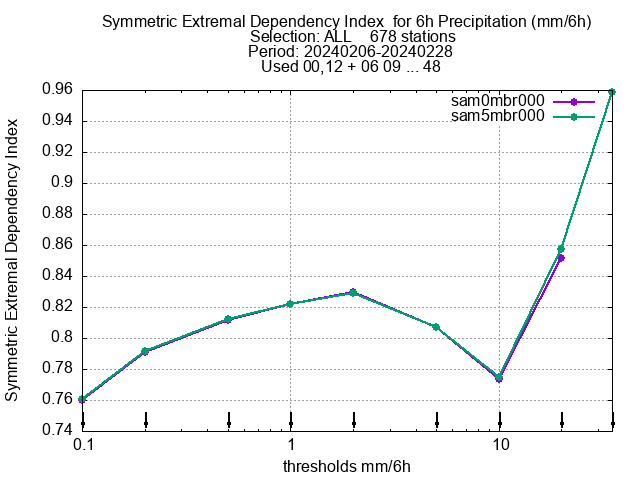 Symmetric Extremal Dependency Index  for 6h Precipitation (mm/6h)
Selection: ALL    678 stations
Period: 20240206-20240228
Used 00,12 + 06 09 ... 48
sam0mbr000
sam5mbr000
Symmetric Extremal Dependency Index
0.96
0.94
0.92
0.9
0.88
0.86
0.84
0.82
0.8
0.78
0.76
0.74
0.1 1 10
thresholds mm/6h